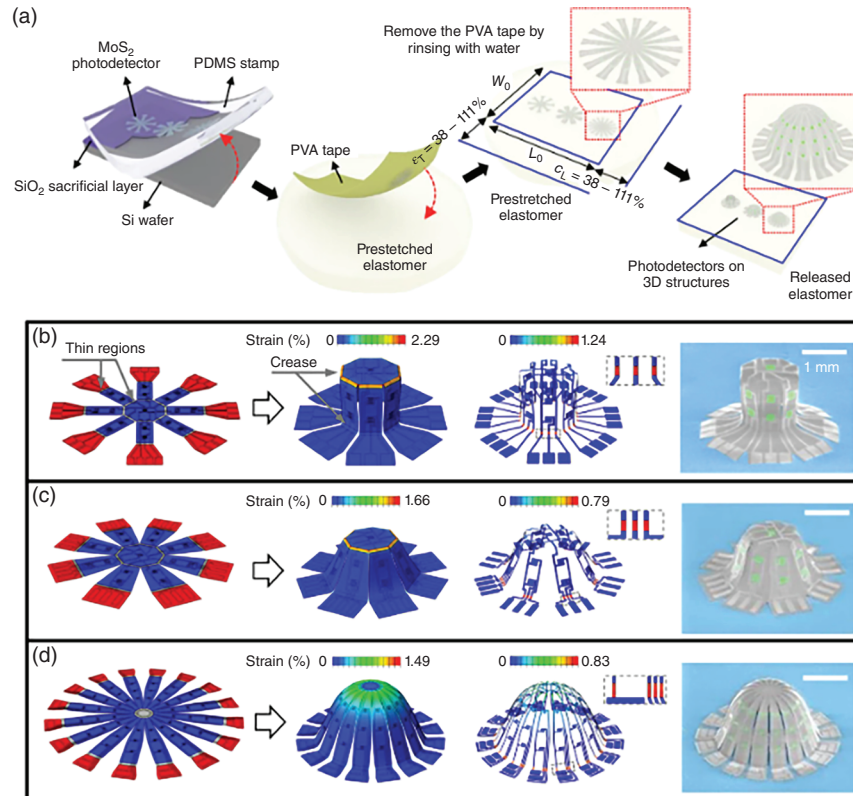 (a)
MoS2
photodetector
PDMS stamp
SiO2 sacrificial layer
Si wafer
PVA tape
Prestetched
elastomer
Remove the PVA tape by
rinsing with water
W0
εT = 38 – 111%
L0
cL = 38 – 111%
Prestretched
elastomer
Photodetectors on
3D structures
Released
elastomer
(b)
Thin regions
Strain (%) 0 2.29
Crease
0 1.24
1 mm
(c)
Strain (%) 0 1.66
0 0.79
(d)
Strain (%) 0 1.49
0 0.83